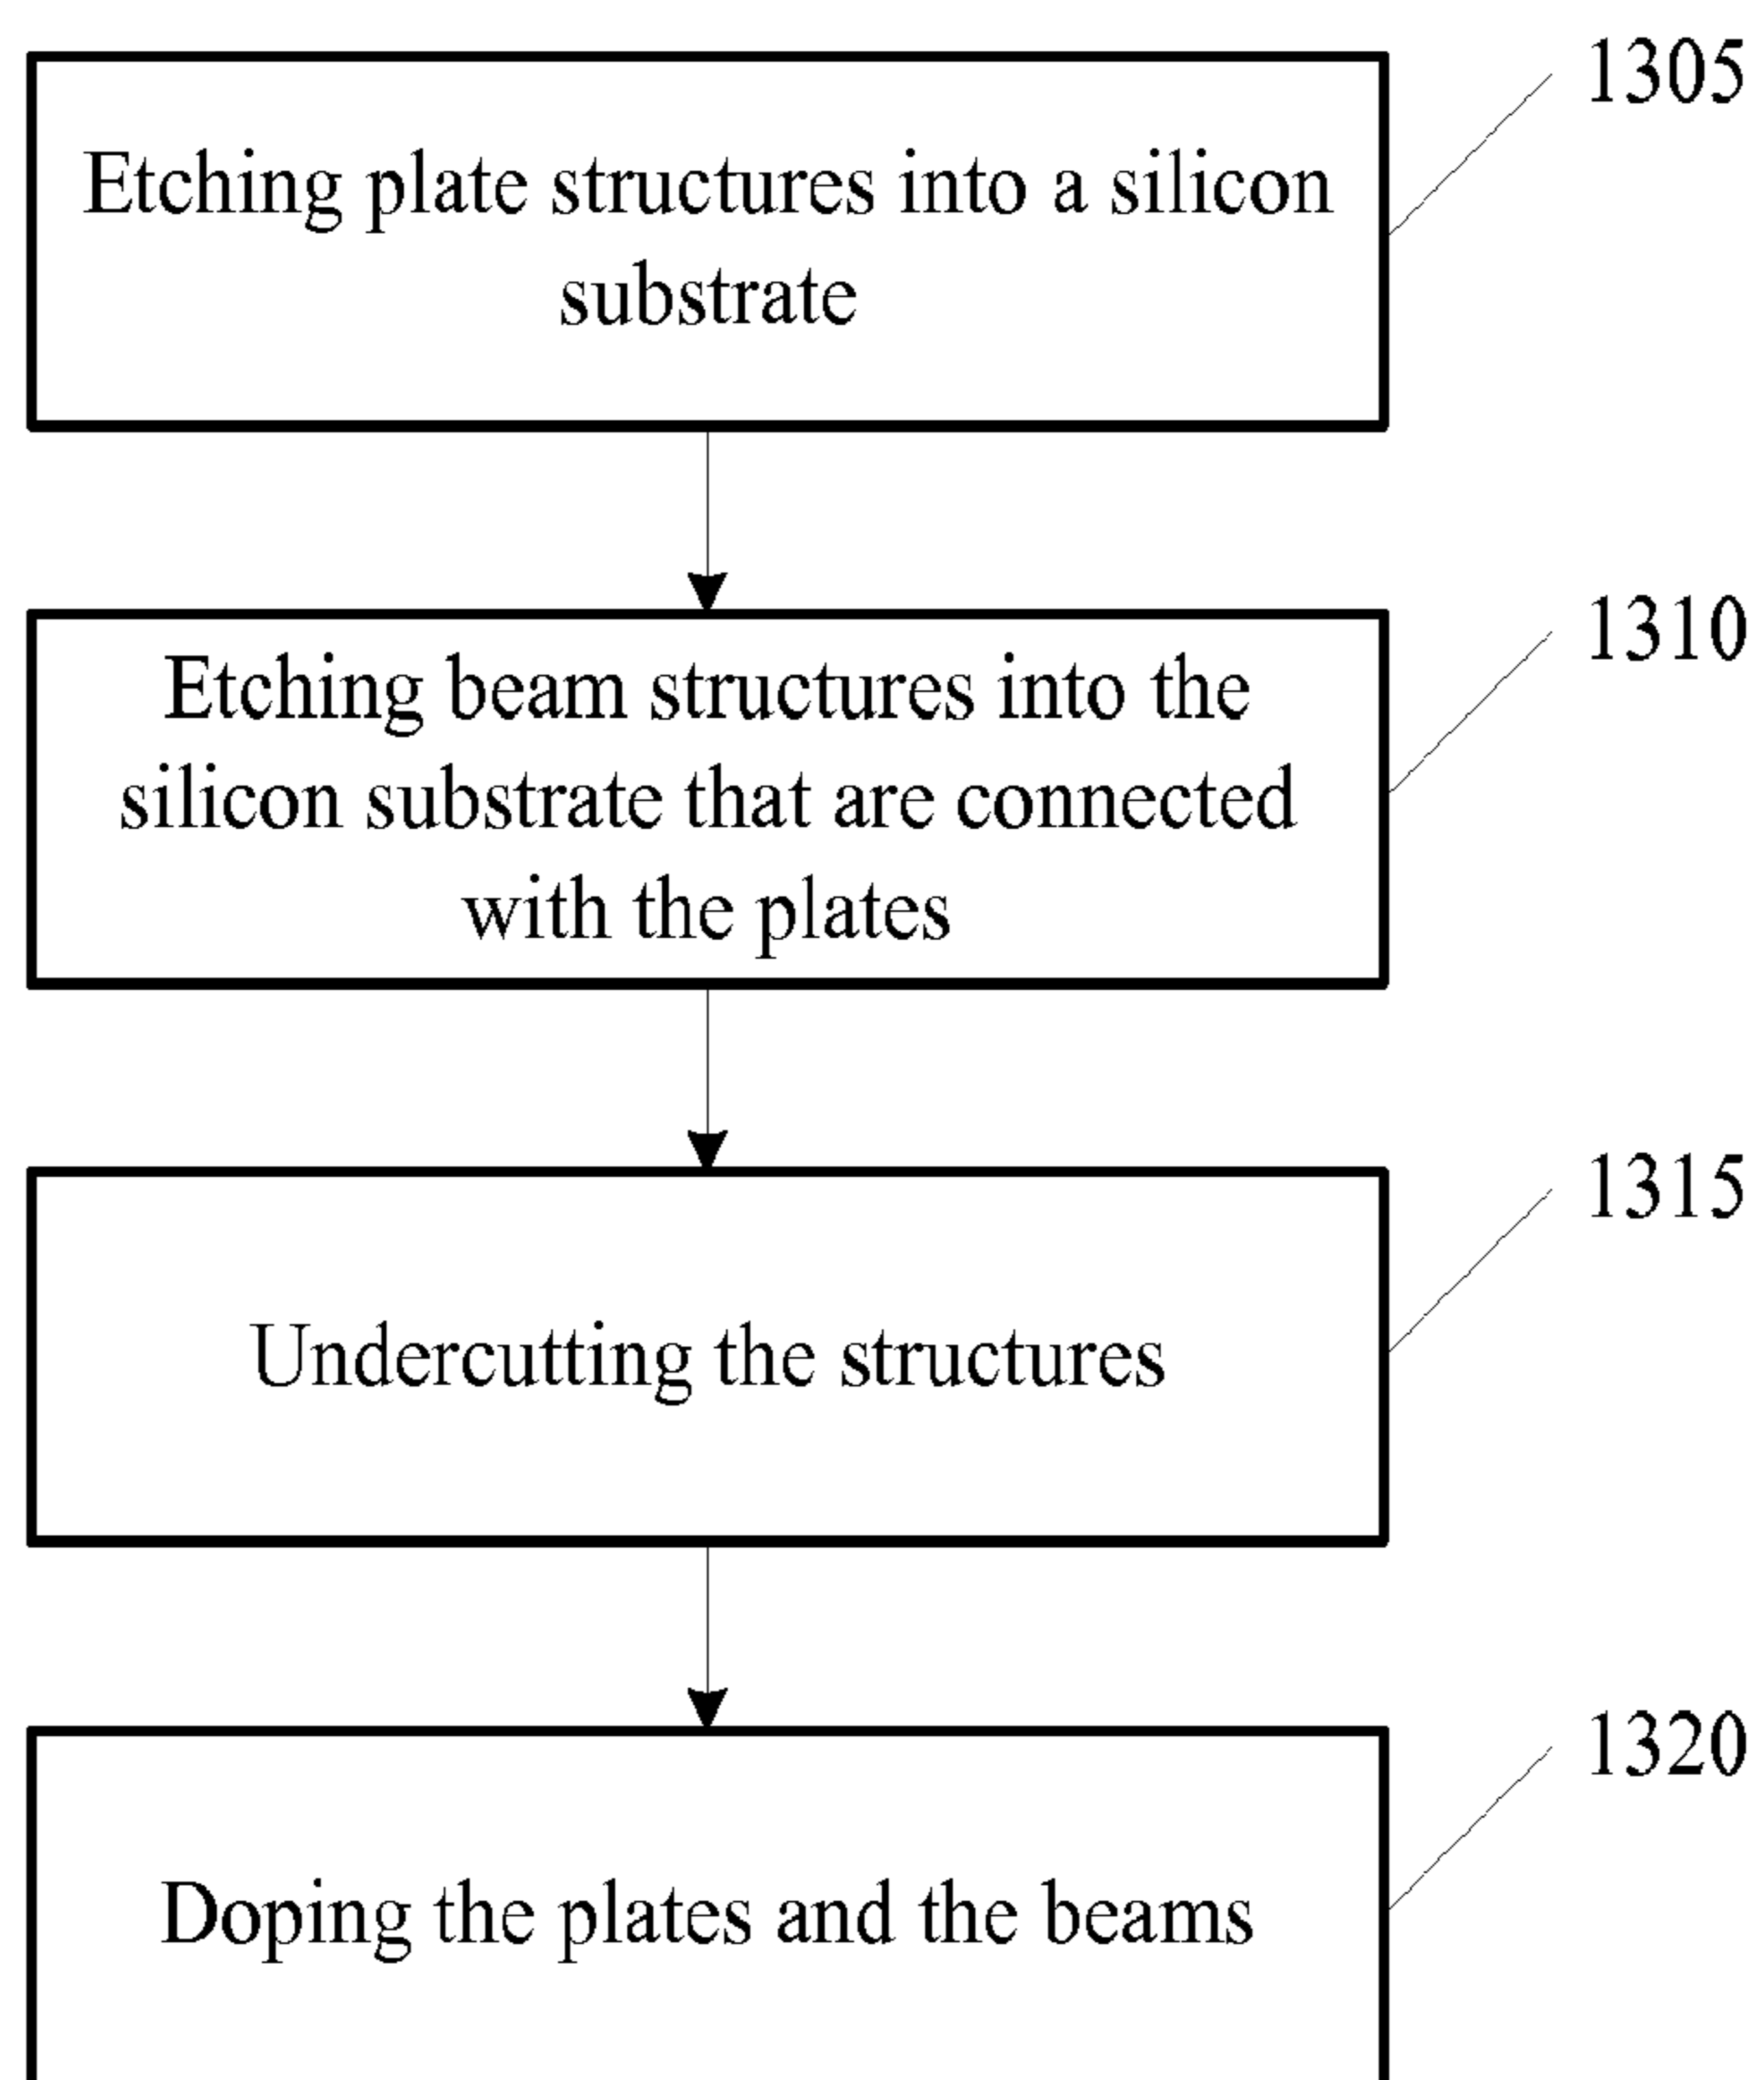 1305
Etching plate structures into a silicon
substrate
1310
Etching beam structures into the
silicon substrate that are connected
with the plates
1315
Undercutting the structures
1320
Doping the plates and the beams